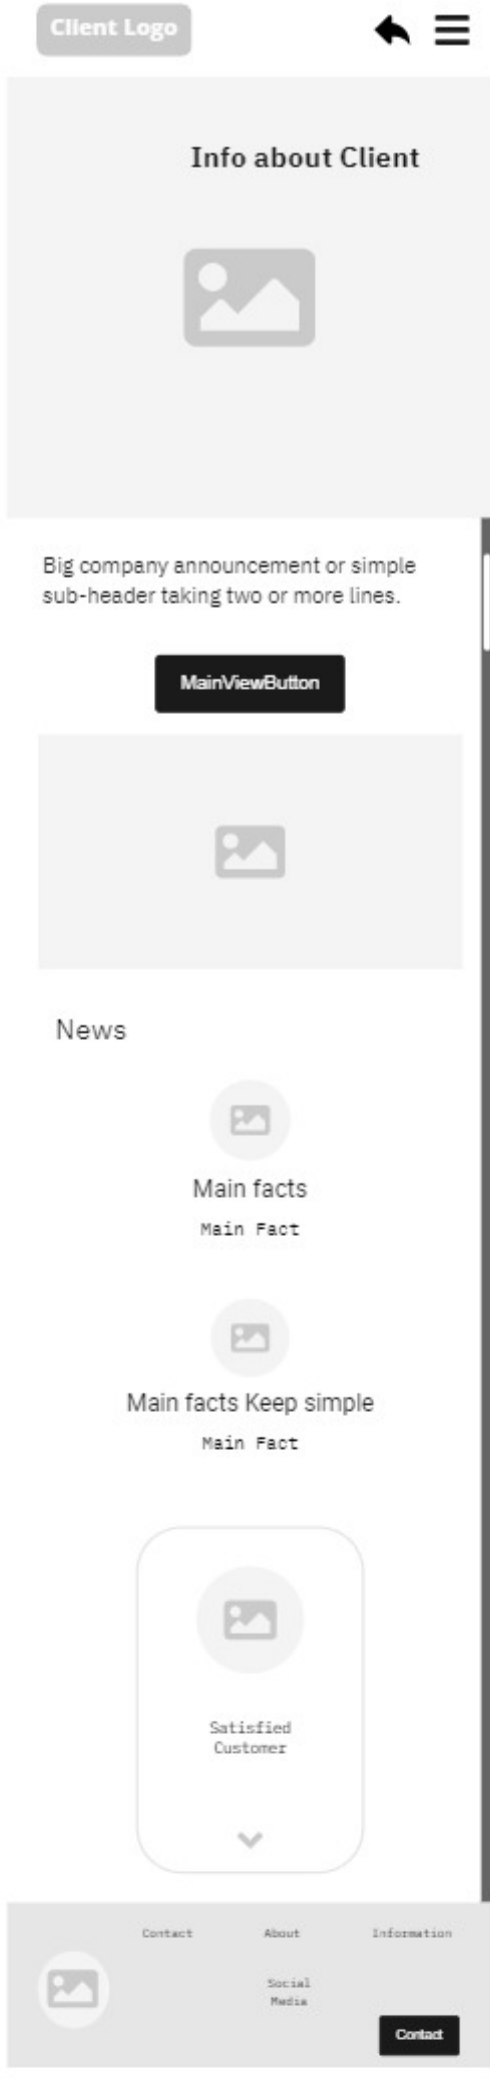 Client Logo
Info about Client
Big company announcement or simple
sub-header taking two or more lines.
MainViewButton
News
Main facts
Main Fact
Main facts Keep simple
Main Fact
Satisfied
Customer
Contact About Information
Social
Media
Contact